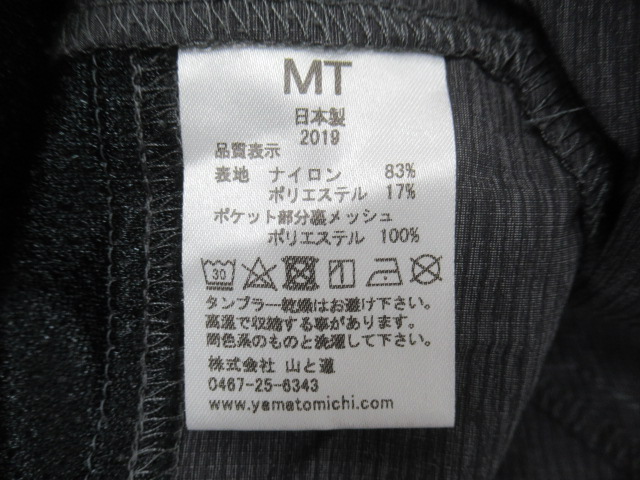 MT
日本製
2019
品質表示
表地 ナイロン 83%
ポリエステル 17%
ポケット部分裏メッシュ
ポリエステル 100%
30
タンブラー乾燥はお避け下さい。
高温で収縮する事があります。
同色系のものと洗濯して下さい。
株式会社 山と道
0467-25-6343
www.yamatomichi.com